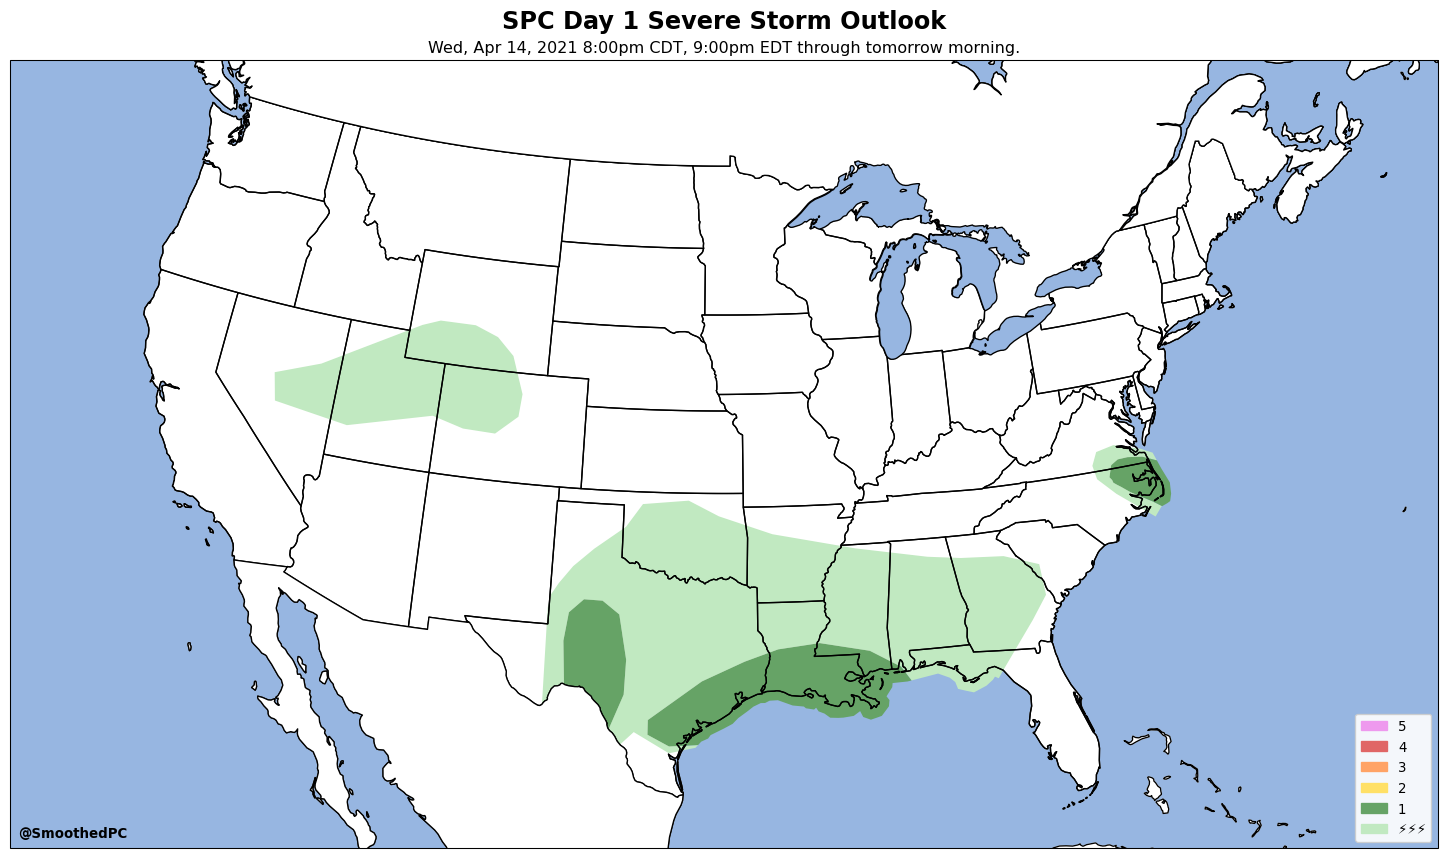 SPC Day 1 Severe Storm Outlook
Wed, Apr 14, 2021 8:00pm CDT, 9:00pm EDT through tomorrow morning.
5
4
3
2
1
⚡⚡⚡
@SmoothedPC